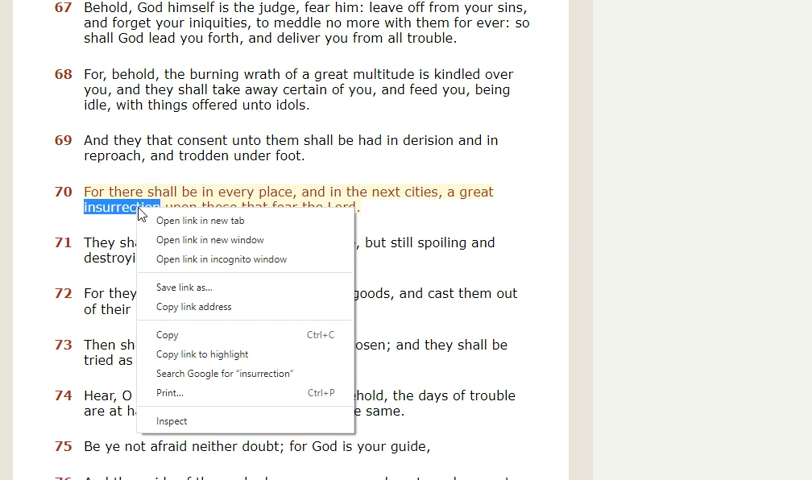 67 Behold, God himself is the judge, fear him: leave off from your sins,
and forget your iniquities, to meddle no more with them for ever: so
shall God lead you forth, and deliver you from all trouble.
68 For, behold, the burning wrath of a great multitude is kindled over
you, and they shall take away certain of you, and feed you, being
idle, with things offered unto idols.
69 And they that consent unto them shall be had in derision and in
reproach, and trodden under foot.
70 For there shall be in every place, and in the next cities, a great
insurrection upon those that fear the Lord.
Open link in new tab
Open link in new window
Open link in incognito window
Save link as...
Copy link address
Copy Ctrl+C
Copy link to highlight
Search Google for “insurrection”
Print... Ctrl+P
Inspect
71 They , but still spoiling and
72 For they goods, and cast them out
of their
73 Then and they shall be
tried as
74 Hear, O the days of trouble
are at same.
75 Be ye not afraid neither doubt; for God is your guide,